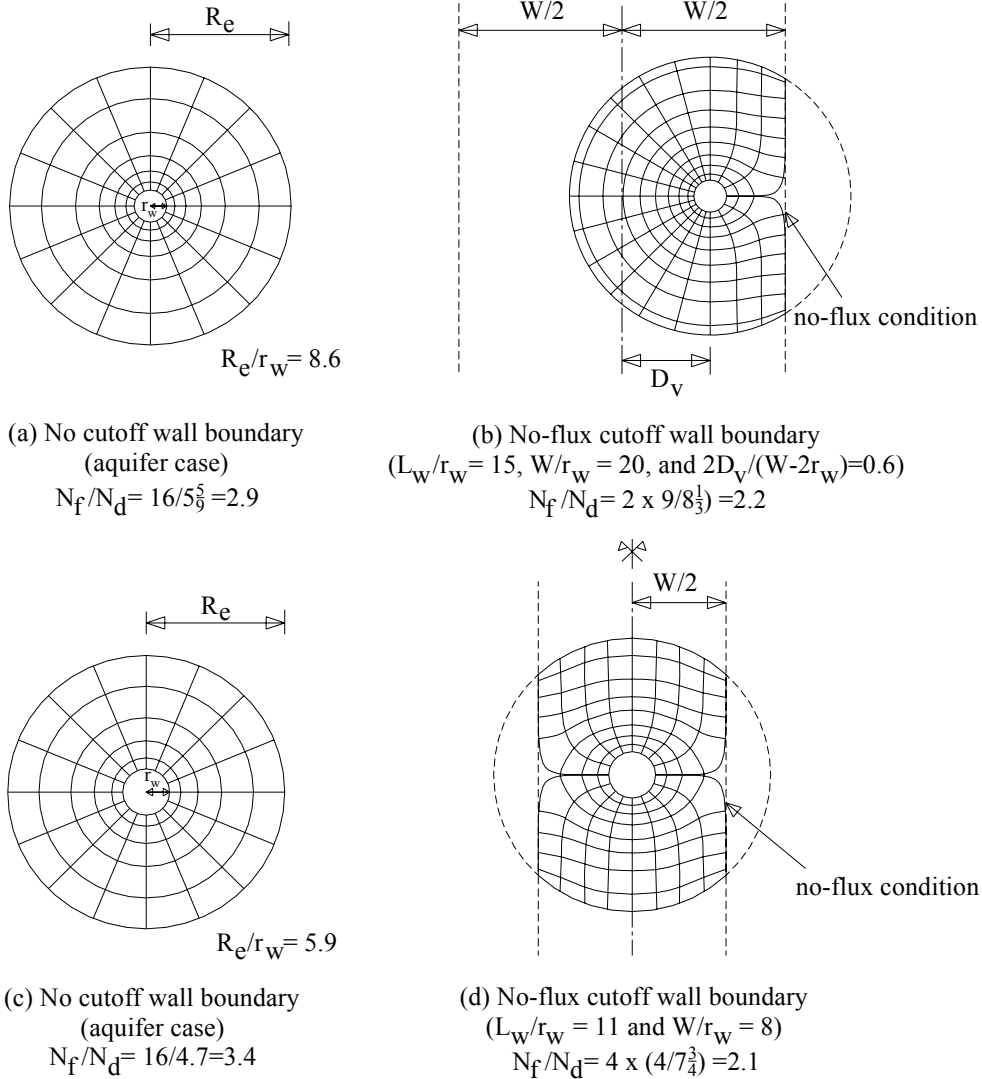 R_e
r_w
R_e/r_w= 8.6
(a) No cutoff wall boundary
(aquifer case)
N_f/N_d= 16/5 5/9 =2.9
W/2 W/2
no-flux condition
D_v
(b) No-flux cutoff wall boundary
(L_w/r_w= 15, W/r_w= 20, and 2D_v/(W-2r_w)=0.6)
N_f/N_d= 2 x 9/8 1/3) =2.2
R_e
r_w
R_e/r_w= 5.9
(c) No cutoff wall boundary
(aquifer case)
N_f/N_d= 16/4.7=3.4
W/2
no-flux condition
(d) No-flux cutoff wall boundary
(L_w/r_w = 11 and W/r_w = 8)
N_f/N_d= 4 x (4/7 3/4) =2.1